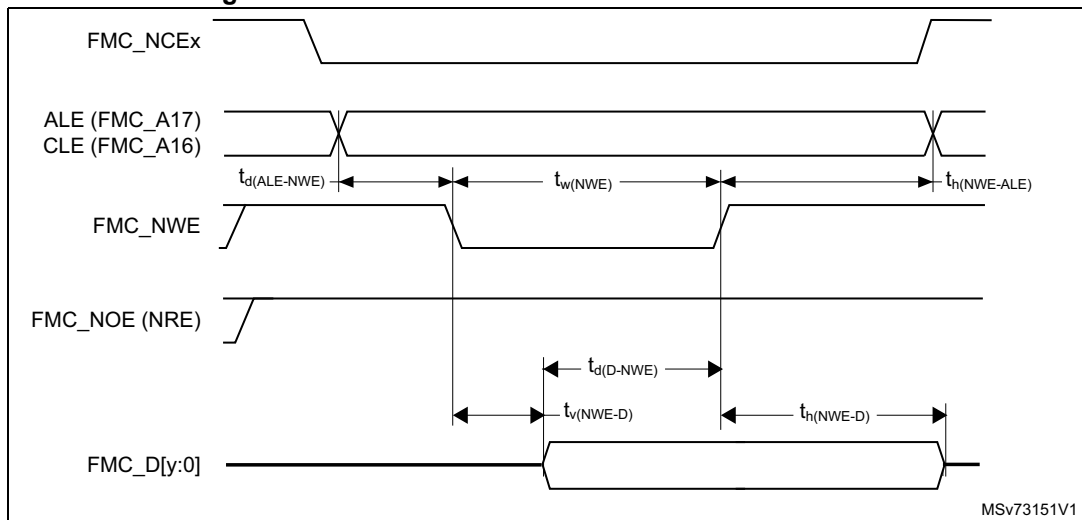 FMC_NCEx
ALE (FMC_A17)
CLE (FMC_A16)
td(ALE-NWE)
tw(NWE)
th(NWE-ALE)
FMC_NWE
FMC_NOE (NRE)
td(D-NWE)
tv(NWE-D)
th(NWE-D)
FMC_D[y:0]
MSv73151V1